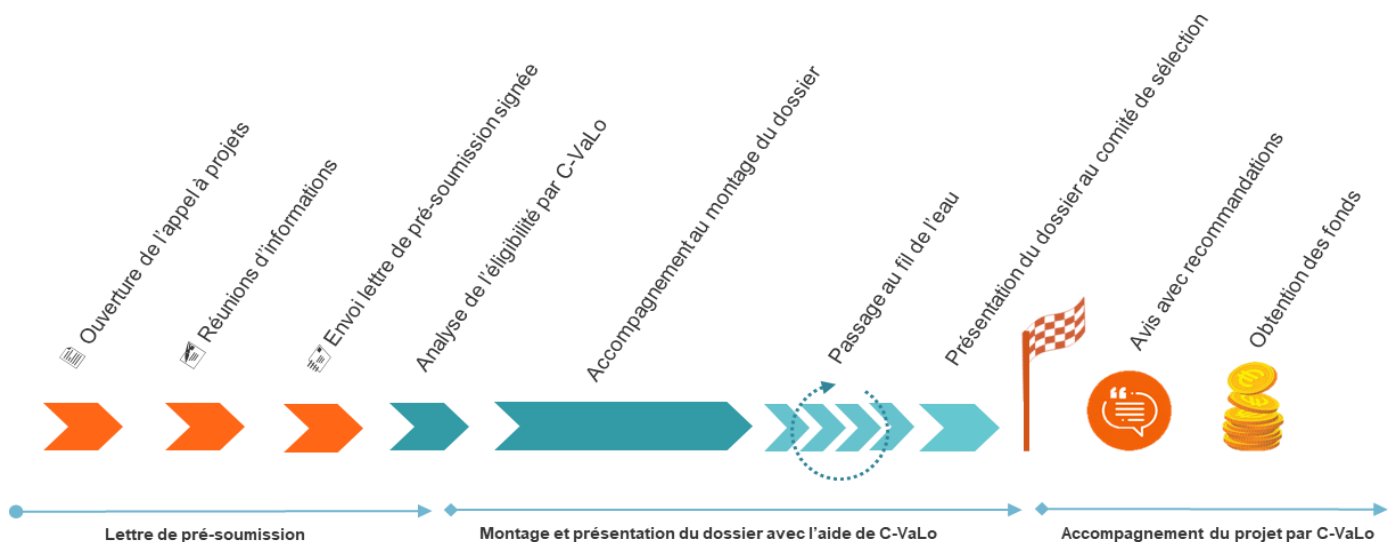 Ouverture de l'appel à projets
Réunions d'informations
Envoi lettre de pré-soumission signée
Analyse de l'éligibilité par C-VaLo
Accompagnement au montage du dossier
Passage au fil de l'eau
Présentation du dossier au comité de sélection
Avis avec recommandations
Obtention des fonds
Lettre de pré-soumission
Montage et présentation du dossier avec l'aide de C-VaLo
Accompagnement du projet par C-VaLo